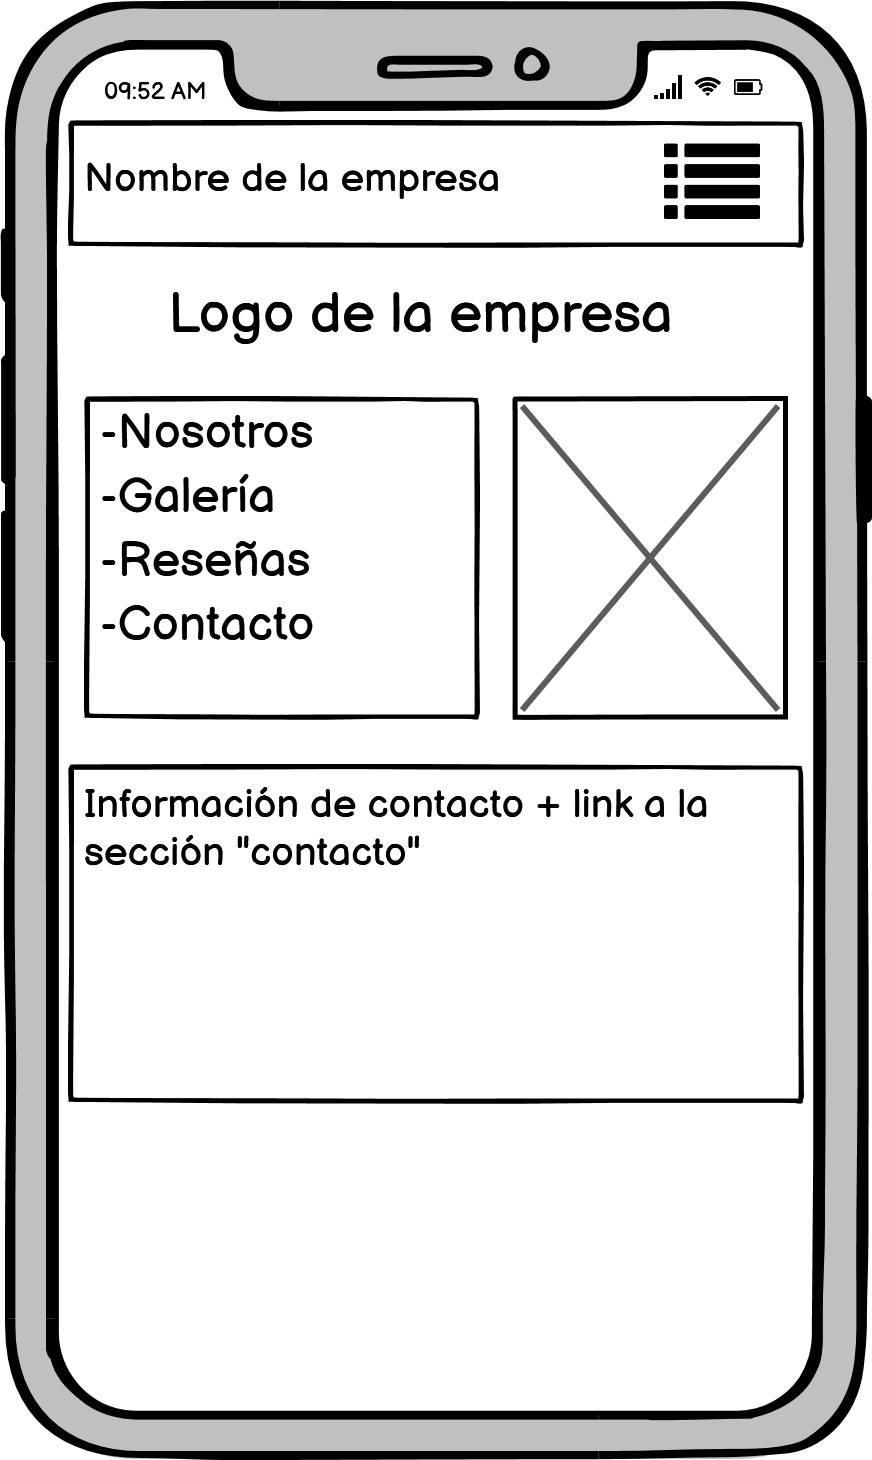 09:52 AM
Nombre de la empresa
Logo de la empresa
-Nosotros
-Galería
-Reseñas
-Contacto
Información de contacto + link a la
sección "contacto"